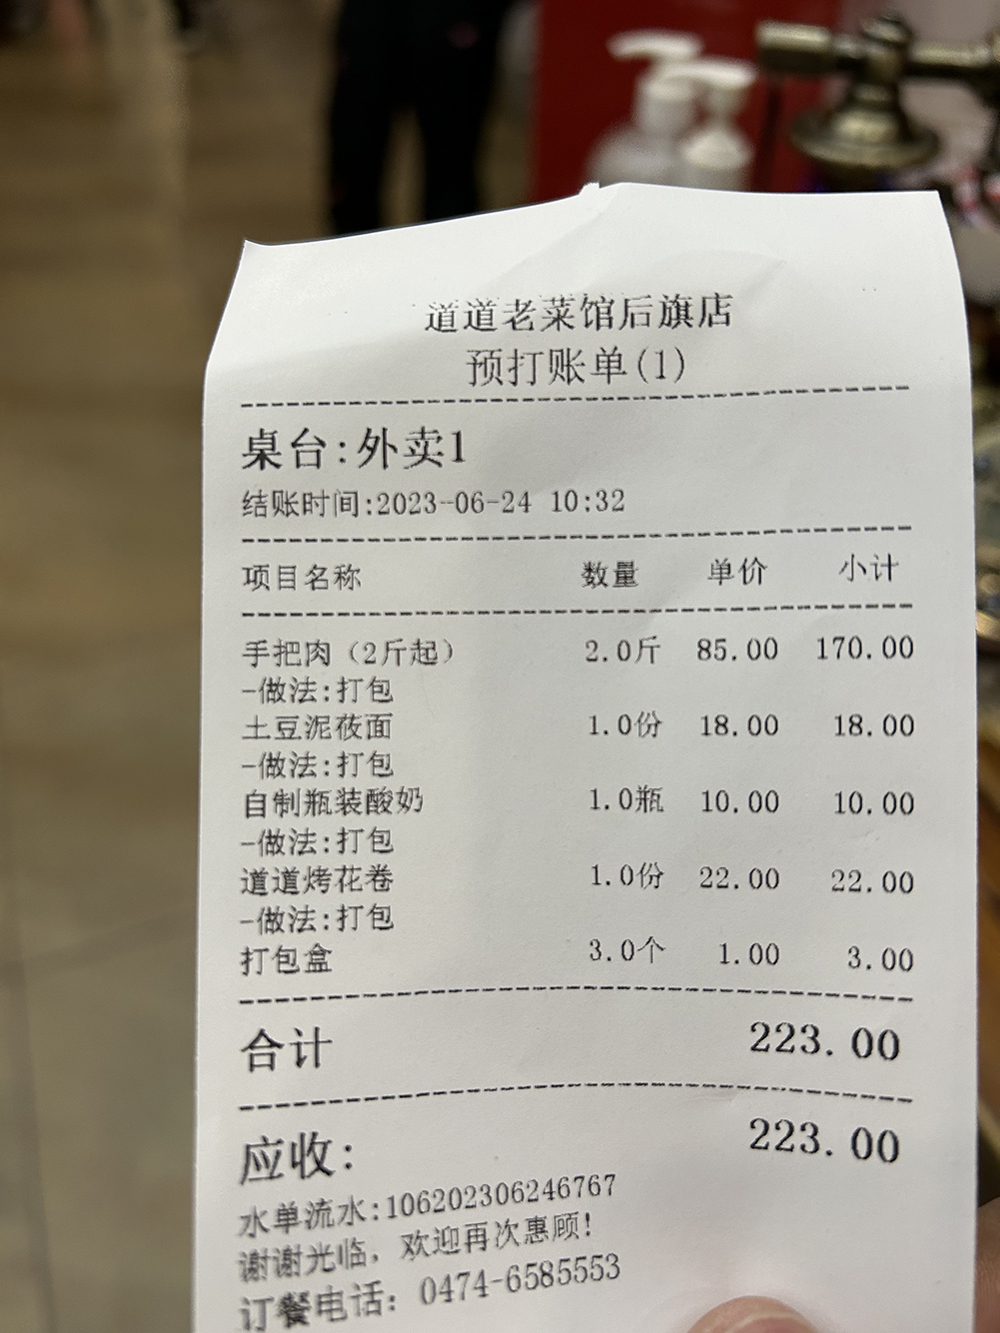 道道老菜馆后旗店
预打账单(1)
桌台:外卖1
结账时间:2023-06-24 10:32
项目名称 数量 单价 小计
手把肉（2斤起） 2.0斤 85.00 170.00
-做法:打包
土豆泥莜面 1.0份 18.00 18.00
-做法:打包
自制瓶装酸奶 1.0瓶 10.00 10.00
-做法:打包
道道烤花卷 1.0份 22.00 22.00
-做法:打包
打包盒 3.0个 1.00 3.00
合计 223.00
应收: 223.00
水单流水:106202306246767
谢谢光临，欢迎再次惠顾!
订餐电话: 0474-6585553